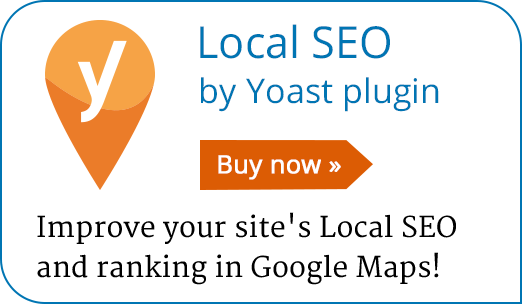 y
Local SEO
by Yoast plugin
Buy now »
Improve your site's Local SEO
and ranking in Google Maps!